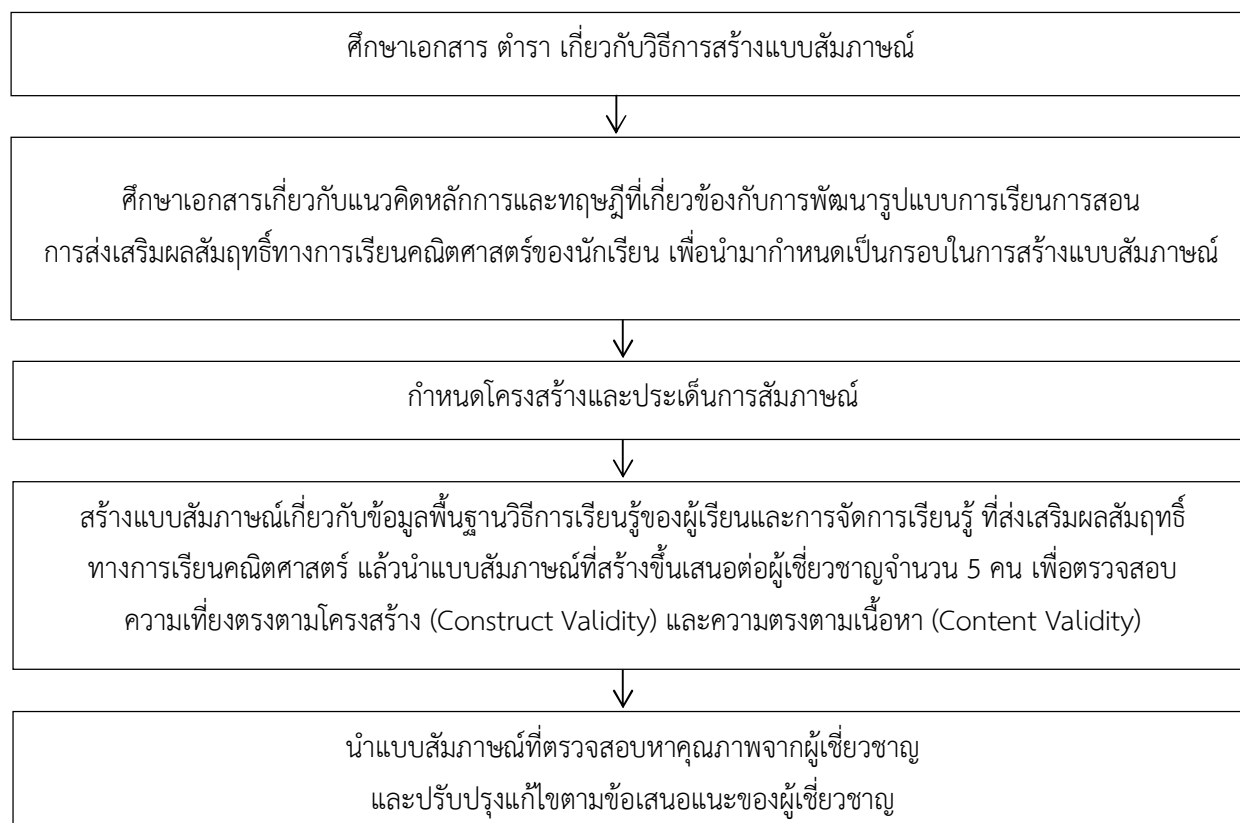 ศึกษาเอกสาร ตำรา เกี่ยวกับวิธีการสร้างแบบสัมภาษณ์
ศึกษาเอกสารเกี่ยวกับแนวคิดหลักการและทฤษฎีที่เกี่ยวข้องกับการพัฒนารูปแบบการเรียนการสอน
การส่งเสริมผลสัมฤทธิ์ทางการเรียนคณิตศาสตร์ของนักเรียน เพื่อนำมากำหนดเป็นกรอบในการสร้างแบบสัมภาษณ์
กำหนดโครงสร้างและประเด็นการสัมภาษณ์
สร้างแบบสัมภาษณ์เกี่ยวกับข้อมูลพื้นฐานวิธีการเรียนรู้ของผู้เรียนและการจัดการเรียนรู้ ที่ส่งเสริมผลสัมฤทธิ์
ทางการเรียนคณิตศาสตร์ แล้วนำแบบสัมภาษณ์ที่สร้างขึ้นเสนอต่อผู้เชี่ยวชาญจำนวน 5 คน เพื่อตรวจสอบ
ความเที่ยงตรงตามโครงสร้าง (Construct Validity) และความตรงตามเนื้อหา (Content Validity)
นำแบบสัมภาษณ์ที่ตรวจสอบหาคุณภาพจากผู้เชี่ยวชาญ
และปรับปรุงแก้ไขตามข้อเสนอแนะของผู้เชี่ยวชาญ